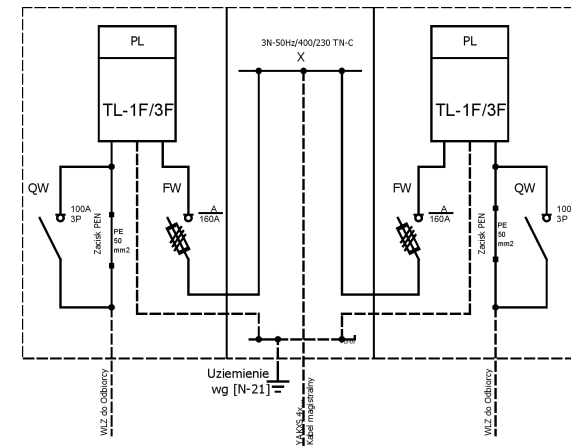 PL
3N-50Hz/400/230 TN-C
X
PL
TL-1F/3F
TL-1F/3F
QW
100A
3P
Zacisk PEN
PE
50
mm2
FW
A
160A
FW
A
160A
Zacisk PEN
PE
50
mm2
QW
100
3P
Uziemienie
wg [N-21]
WLZ do Odbiorcy
YAKXS 4x
Kabel magistralny
WLZ do Odbiorcy